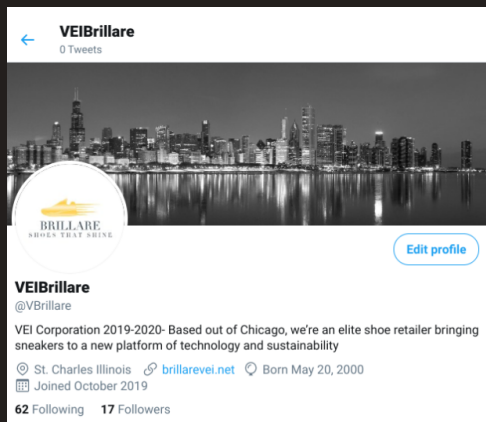 VEIBrillare
0 Tweets
BRILLARE
SHOES THAT SHINE
Edit profile
VEIBrillare
@VBrillare
VEI Corporation 2019-2020- Based out of Chicago, we're an elite shoe retailer bringing
sneakers to a new platform of technology and sustainability
St. Charles Illinois brillarevei.net Born May 20, 2000
Joined October 2019
62 Following 17 Followers